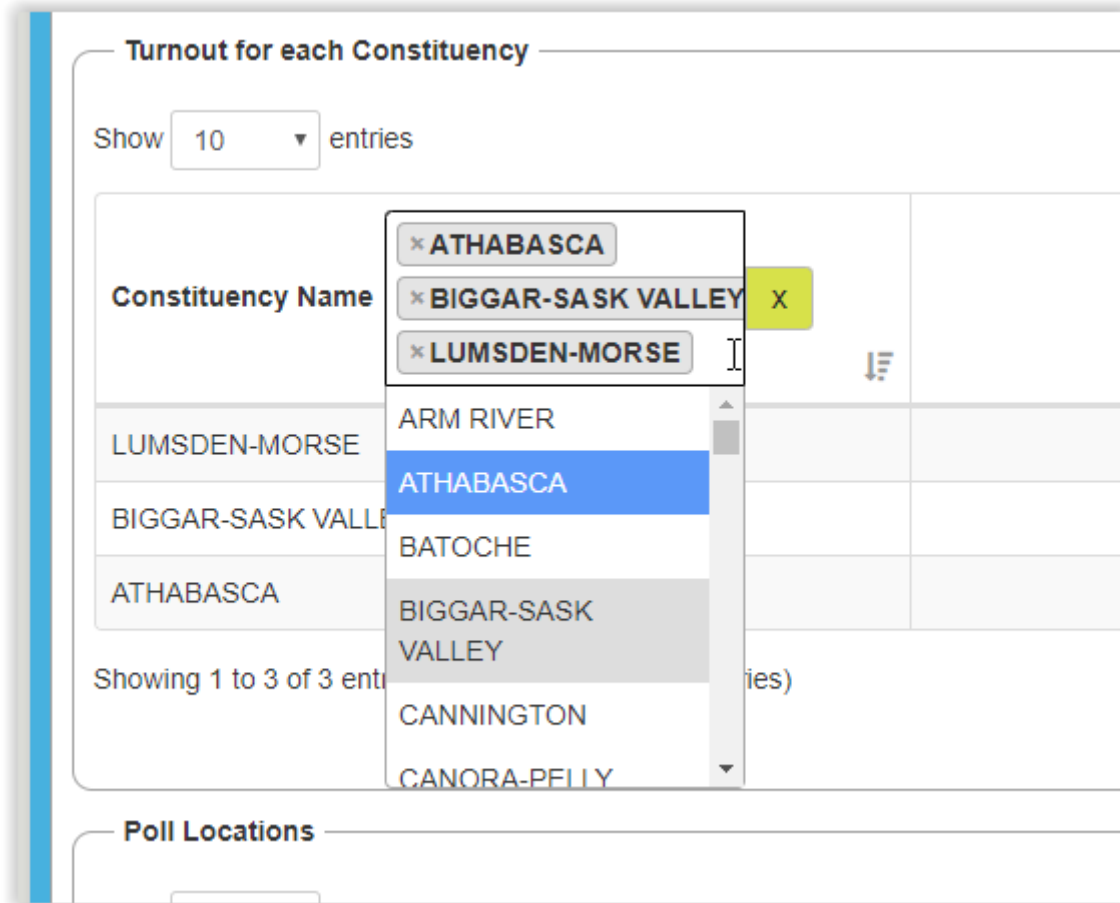 Turnout for each Constituency
Show 10 entries
× ATHABASCA
Constituency Name × BIGGAR-SASK VALLEY X
× LUMSDEN-MORSE
ARM RIVER
LUMSDEN-MORSE
ATHABASCA
BIGGAR-SASK VALLE
BATOCHE
ATHABASCA
BIGGAR-SASK
VALLEY
Showing 1 to 3 of 3 ent ies)
CANNINGTON
CANORA-PELLY
Poll Locations